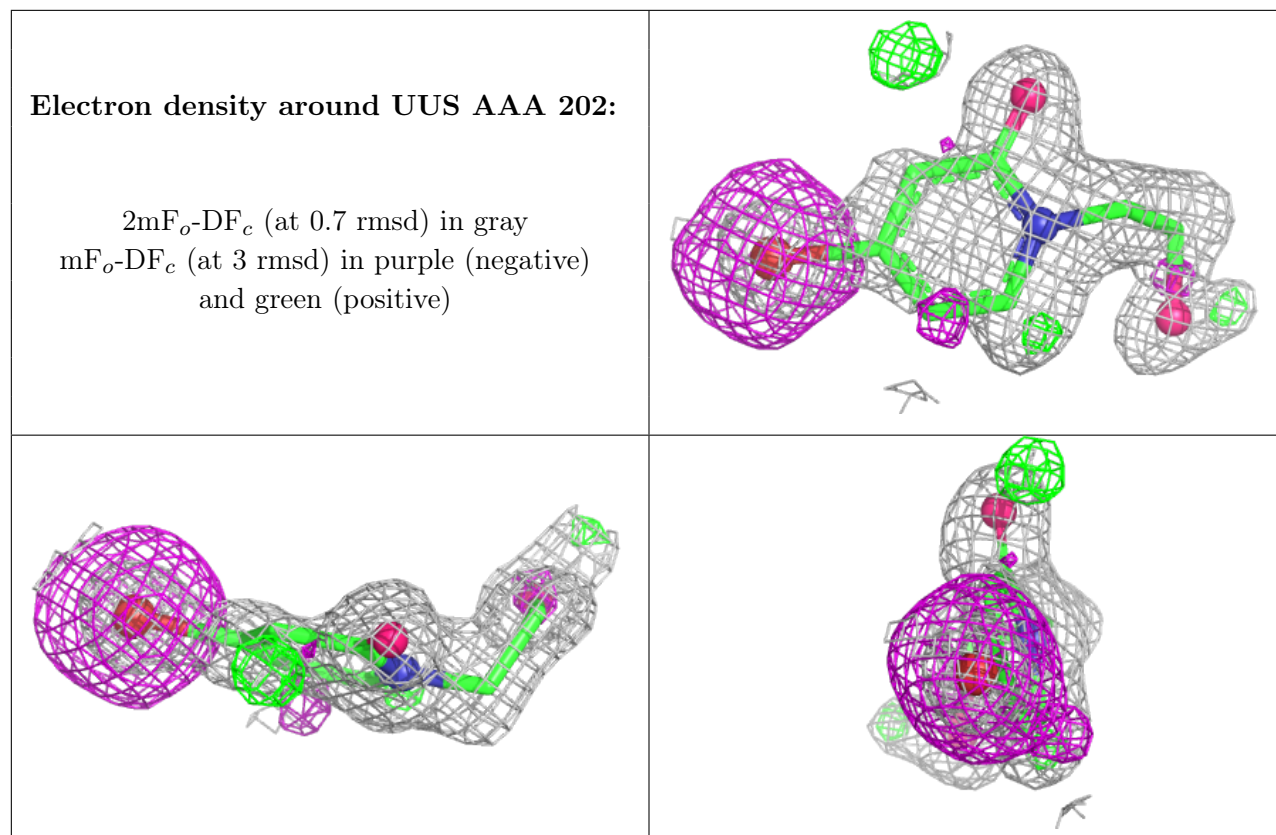 Electron density around UUS AAA 202:
2mFₒ-DF𝒸 (at 0.7 rmsd) in gray
mFₒ-DF𝒸 (at 3 rmsd) in purple (negative)
and green (positive)